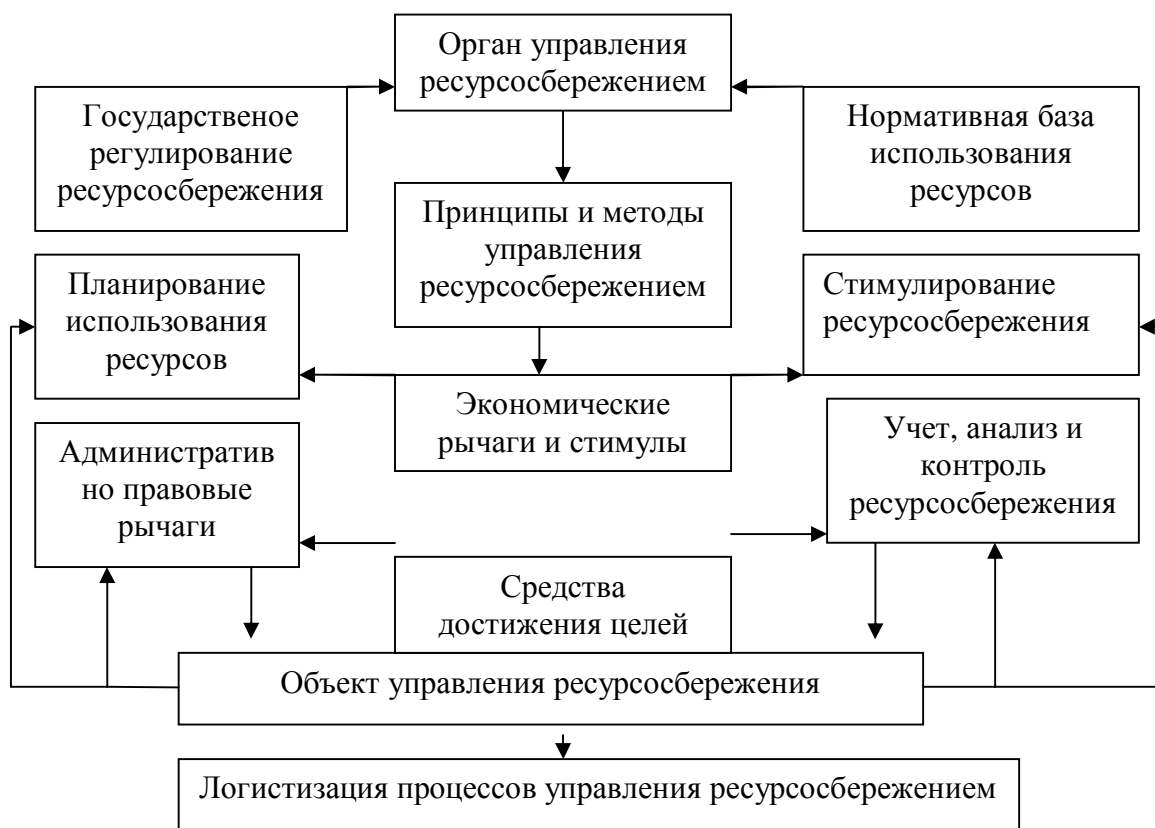 Орган управления
ресурсосбережением
Государственое
регулирование
ресурсосбережения
Нормативная база
использования
ресурсов
Принципы и методы
управления
ресурсосбережением
Планирование
использования
ресурсов
Стимулирование
ресурсосбережения
Экономические
рычаги и стимулы
Административ
но правовые
рычаги
Учет, анализ и
контроль
ресурсосбережения
Средства
достижения целей
Объект управления ресурсосбережения
Логистизация процессов управления ресурсосбережением